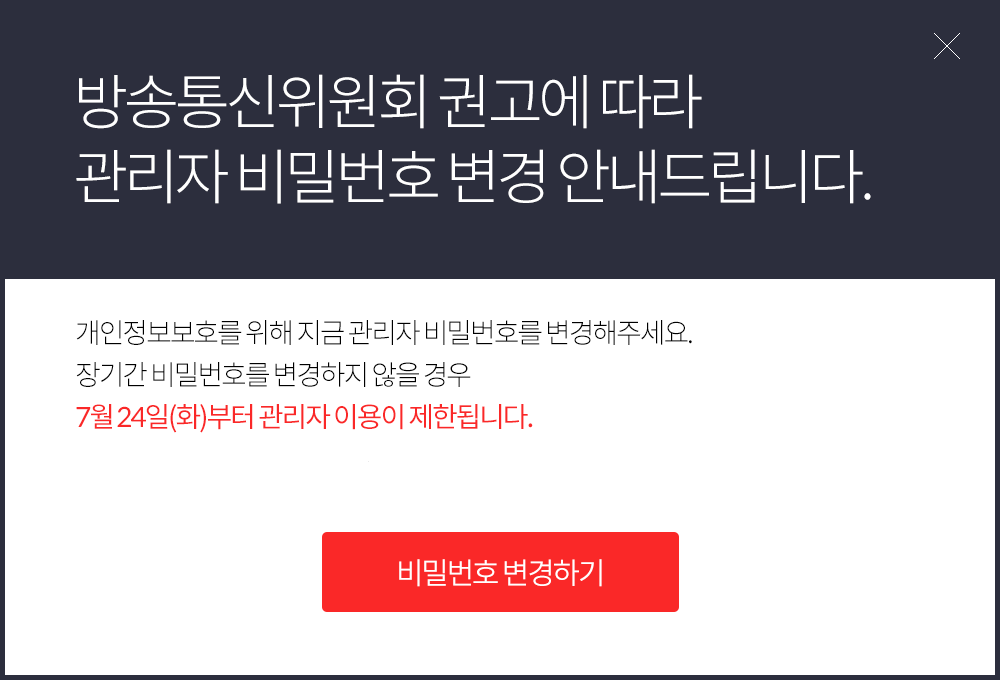 방송통신위원회 권고에 따라
관리자 비밀번호 변경 안내드립니다.
개인정보보호를 위해 지금 관리자 비밀번호를 변경해주세요.
장기간 비밀번호를 변경하지 않을 경우
7월 24일(화)부터 관리자 이용이 제한됩니다.
비밀번호 변경하기